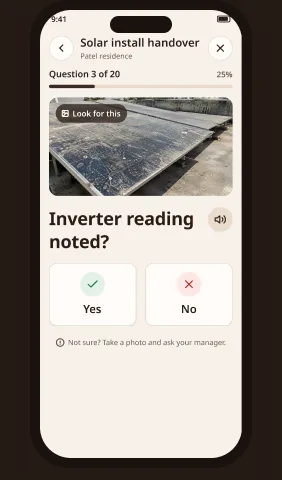 9:41
Solar install handover
Patel residence
Question 3 of 20
25%
Look for this
Inverter reading
noted?
Yes
No
Not sure? Take a photo and ask your manager.